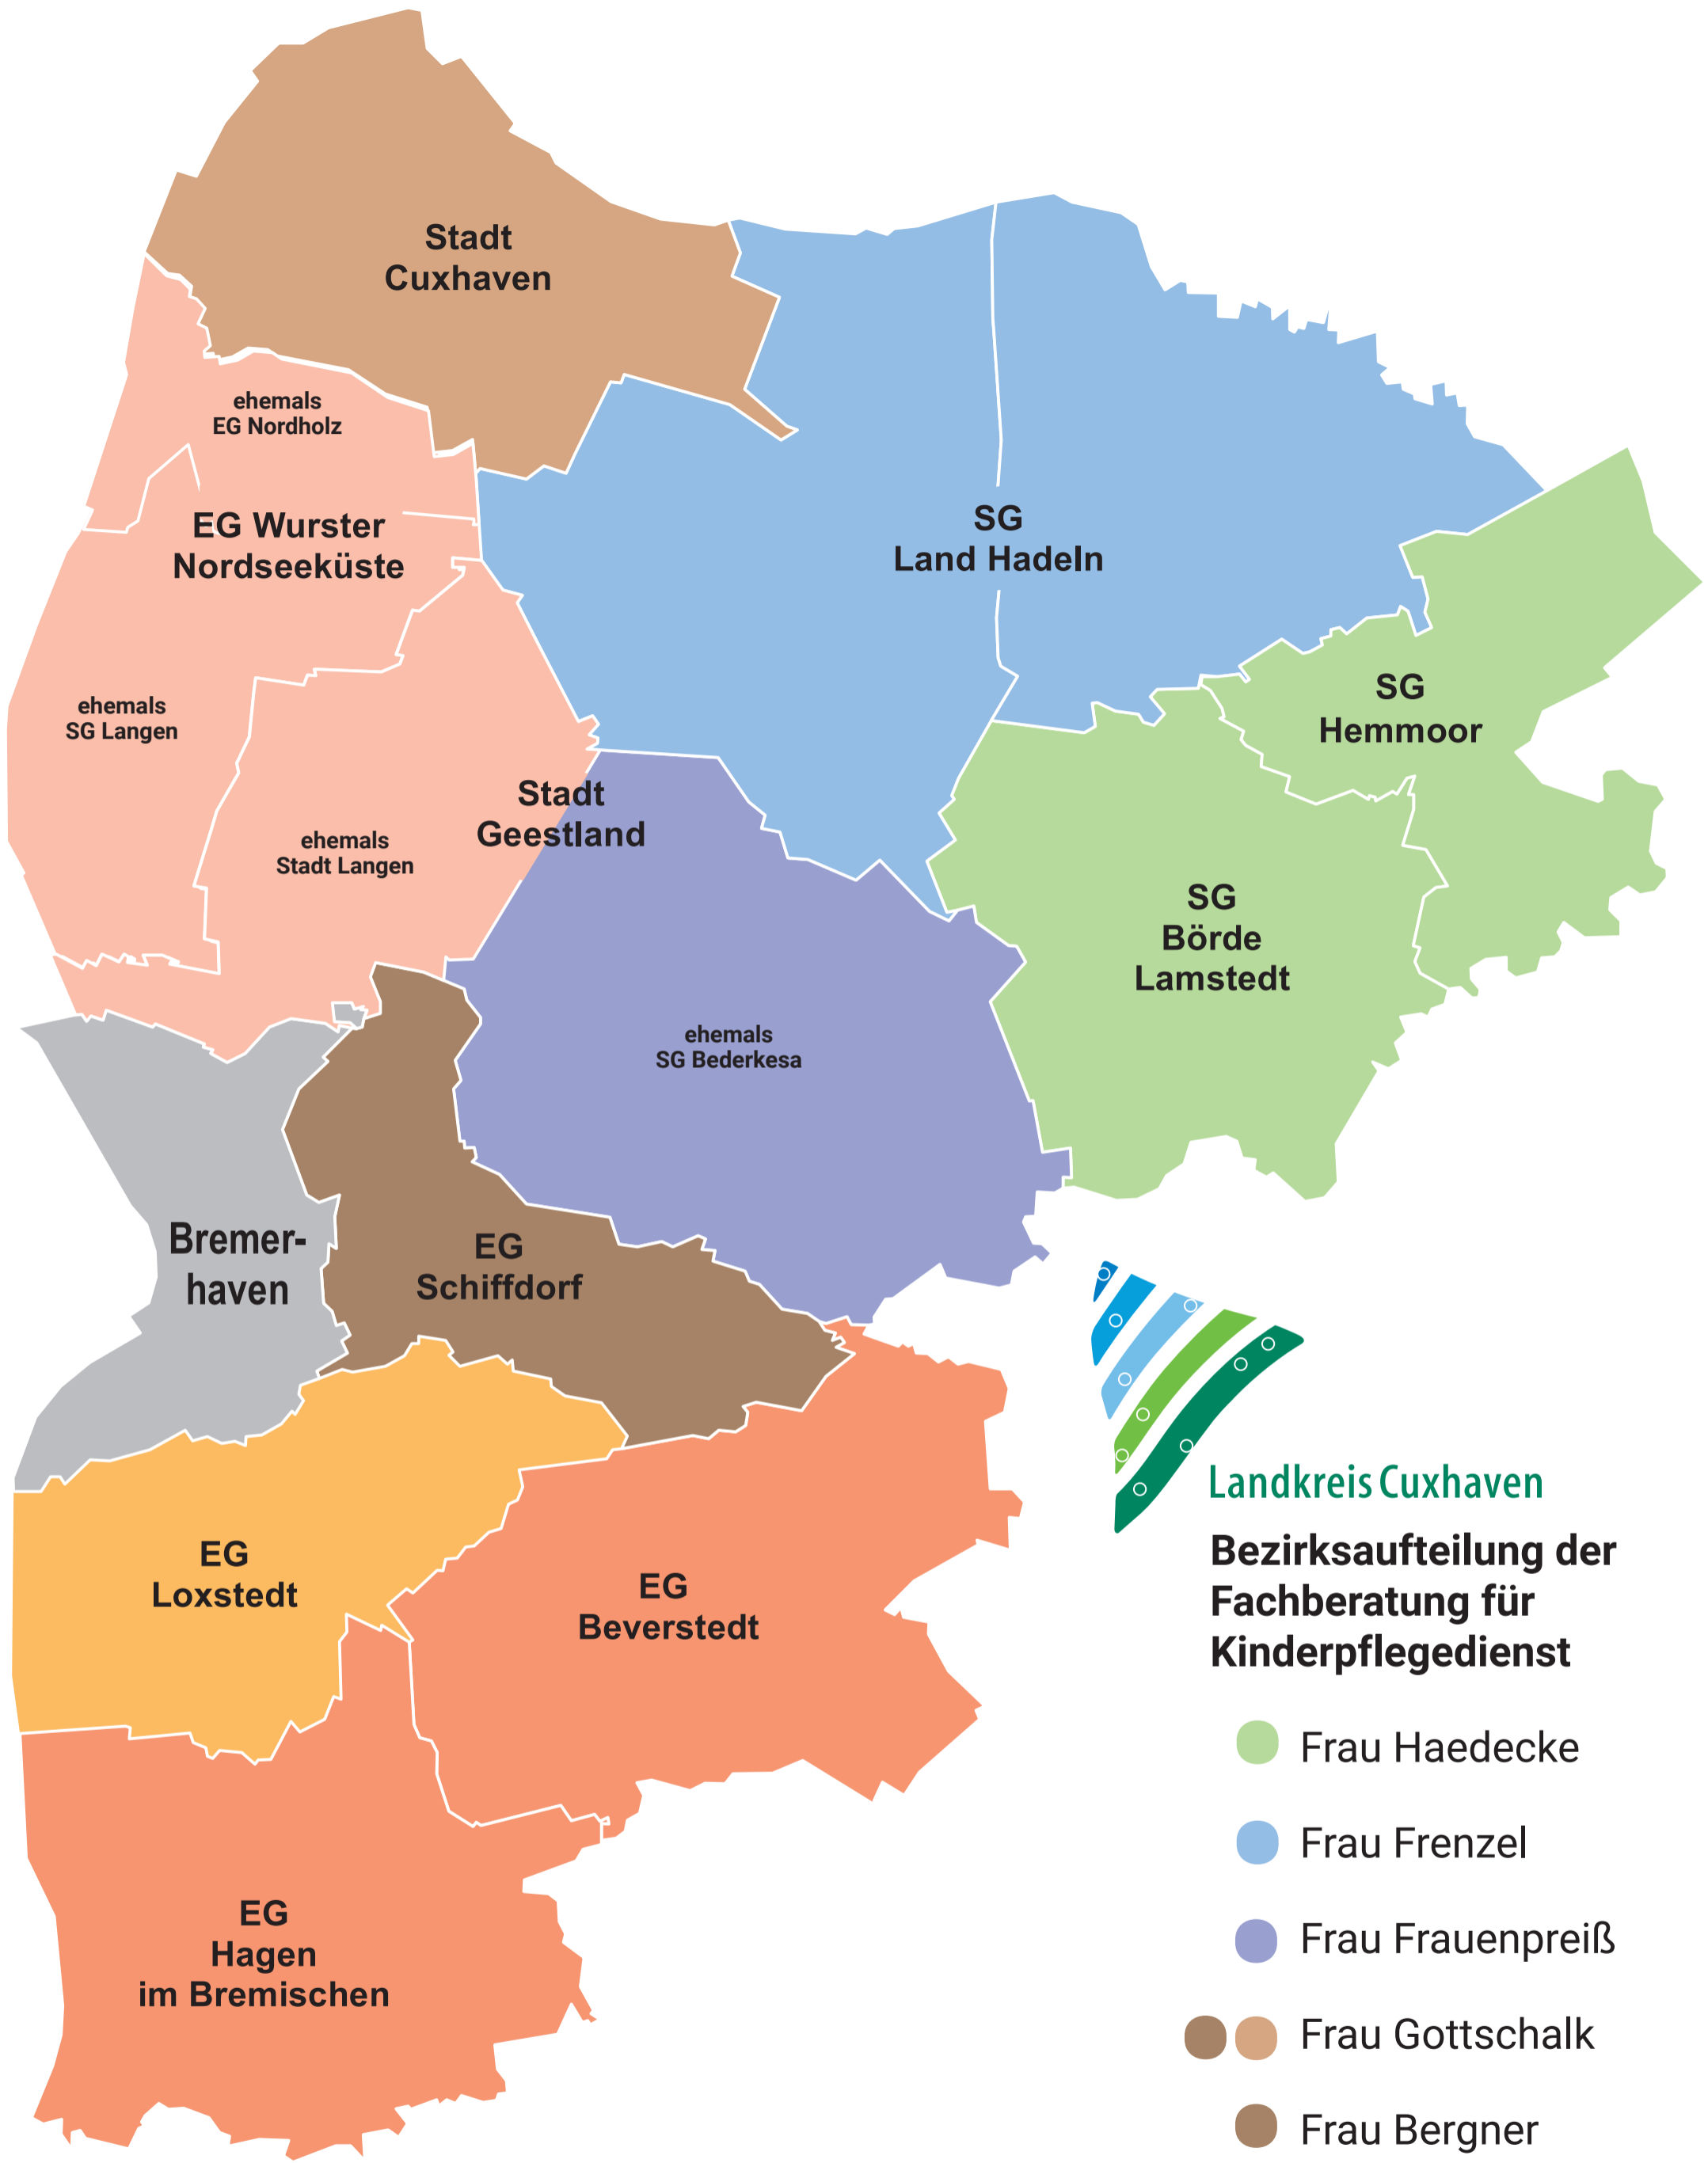 Stadt
Cuxhaven
ehemals
EG Nordholz
EG Wurster
Nordseeküste
SG
Land Hadeln
ehemals
SG Langen
SG
Hemmoor
Stadt
Geestland
ehemals
Stadt Langen
SG
Börde
Lamstedt
ehemals
SG Bederkesa
Bremer-
haven
EG
Schiffdorf
EG
Loxstedt
EG
Beverstedt
EG
Hagen
im Bremischen
Landkreis Cuxhaven
Bezirksaufteilung der
Fachberatung für
Kinderpflegedienst
Frau Haedecke
Frau Frenzel
Frau Frauenpreiß
Frau Gottschalk
Frau Bergner